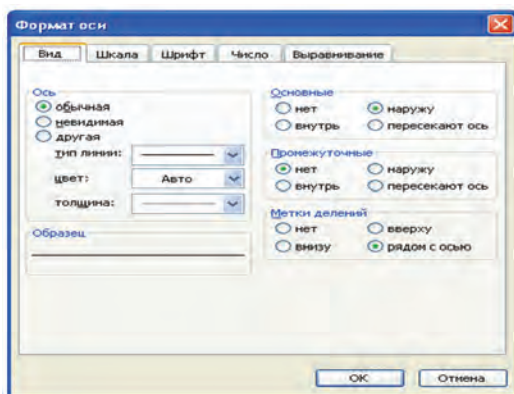 Формат оси
Вид Шкала Шрифт Число Выравнивание
Ось
обычная
невидимая
другая
тип линии:
цвет: Авто
толщина:
Образец
Основные
нет наружу
внутрь пересекают ось
Промежуточные
нет наружу
внутрь пересекают ось
Метки делений
нет вверху
внизу рядом с осью
ОК Отмена